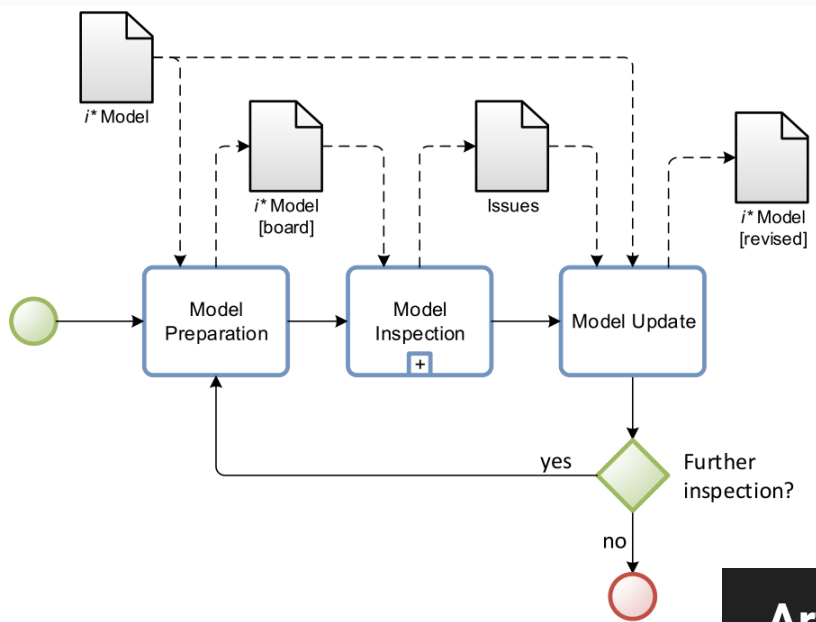 i* Model
i* Model
[board]
Issues
i* Model
[revised]
Model
Preparation
Model
Inspection
+
Model Update
yes
Further
inspection?
no